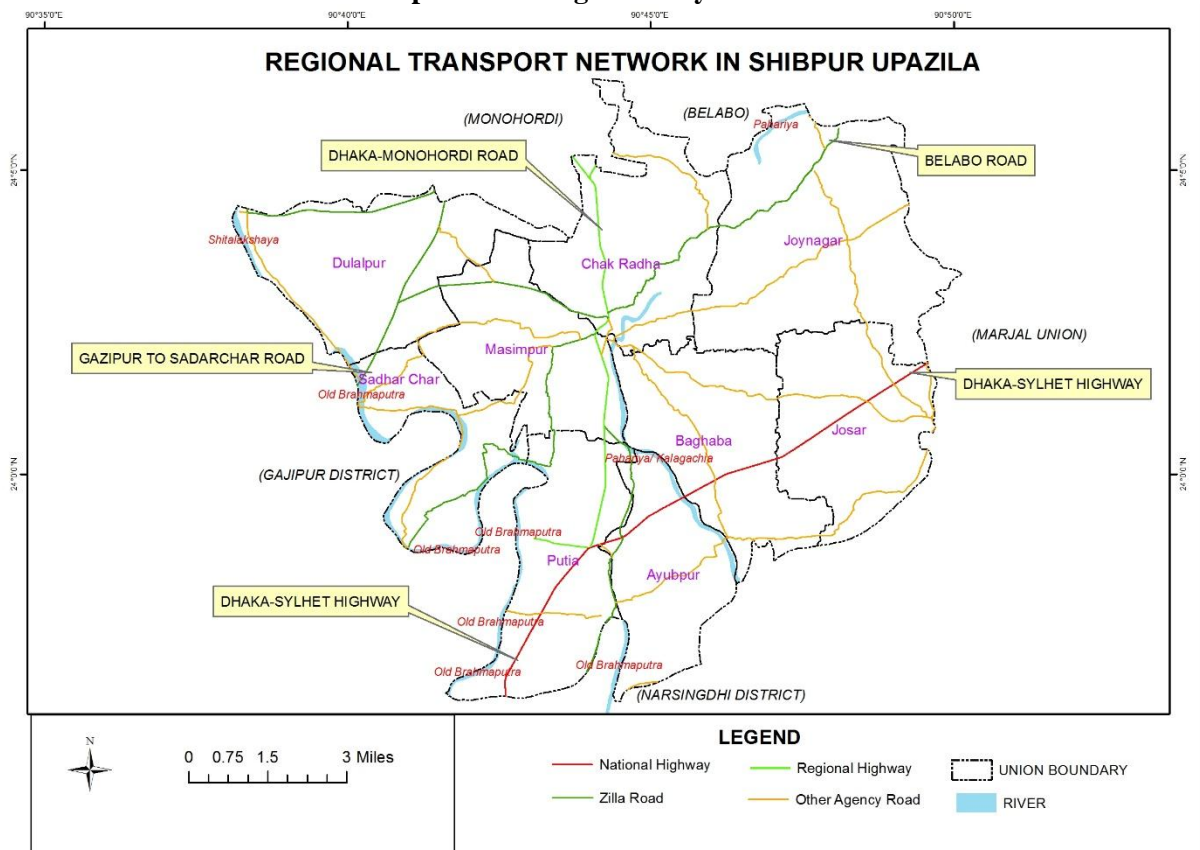 90°35'E
90°40'E
90°45'E
90°50'E
REGIONAL TRANSPORT NETWORK IN SHIBPUR UPAZILA
(MONOHORDI)
(BELABO)
Pahariya
DHAKA-MONOHORDI ROAD
BELABO ROAD
24°5'0"N
24°5'0"N
Shitalakshaya
Dulalpur
Chak Radha
Joynagar
(MARJAL UNION)
GAZIPUR TO SADARCHAR ROAD
Masimpur
Sadhar Char
Old Brahmaputra
DHAKA-SYLHET HIGHWAY
Josar
Baghaba
Pahariya/ Kalagachia
(GAJIPUR DISTRICT)
24°0'0"N
24°0'0"N
Old Brahmaputra
Old Brahmaputra
Putia
Ayubpur
DHAKA-SYLHET HIGHWAY
Old Brahmaputra
Old Brahmaputra
Old Brahmaputra
(NARSINGDHI DISTRICT)
N
0 0.75 1.5 3 Miles
LEGEND
National Highway
Regional Highway
UNION BOUNDARY
Zilla Road
Other Agency Road
RIVER